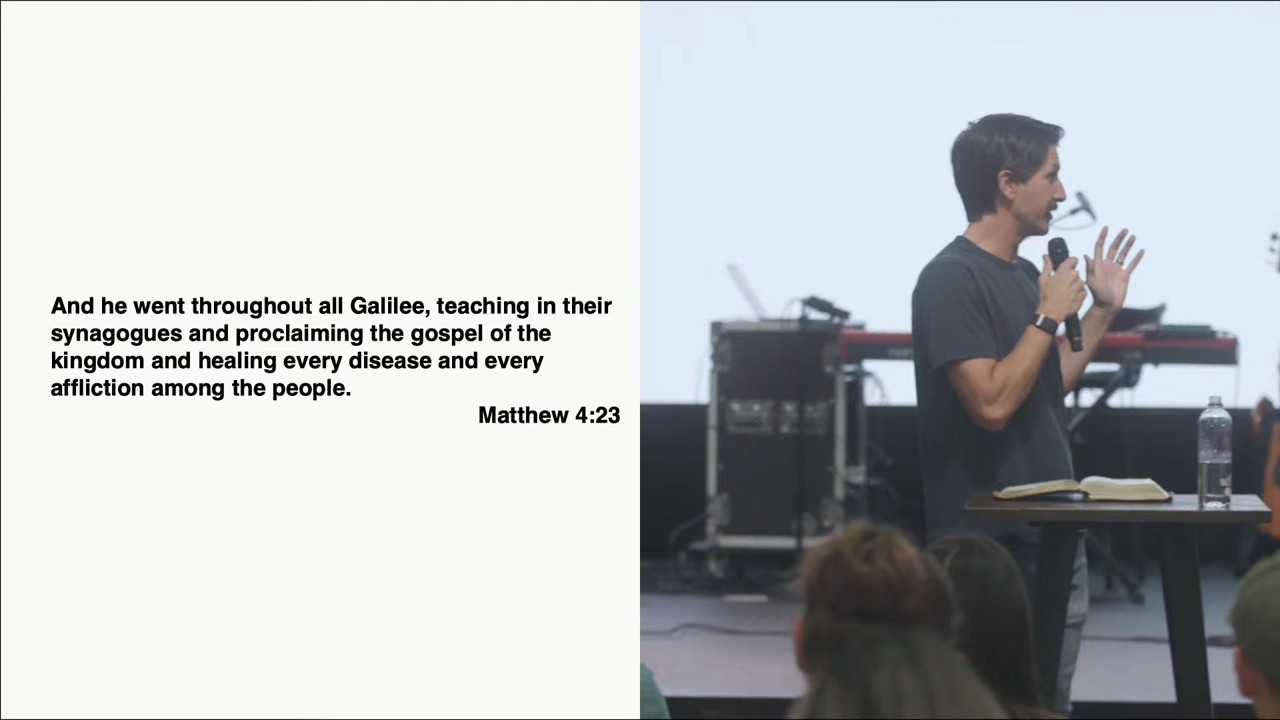 And he went throughout all Galilee, teaching in their
synagogues and proclaiming the gospel of the
kingdom and healing every disease and every
affliction among the people.
Matthew 4:23